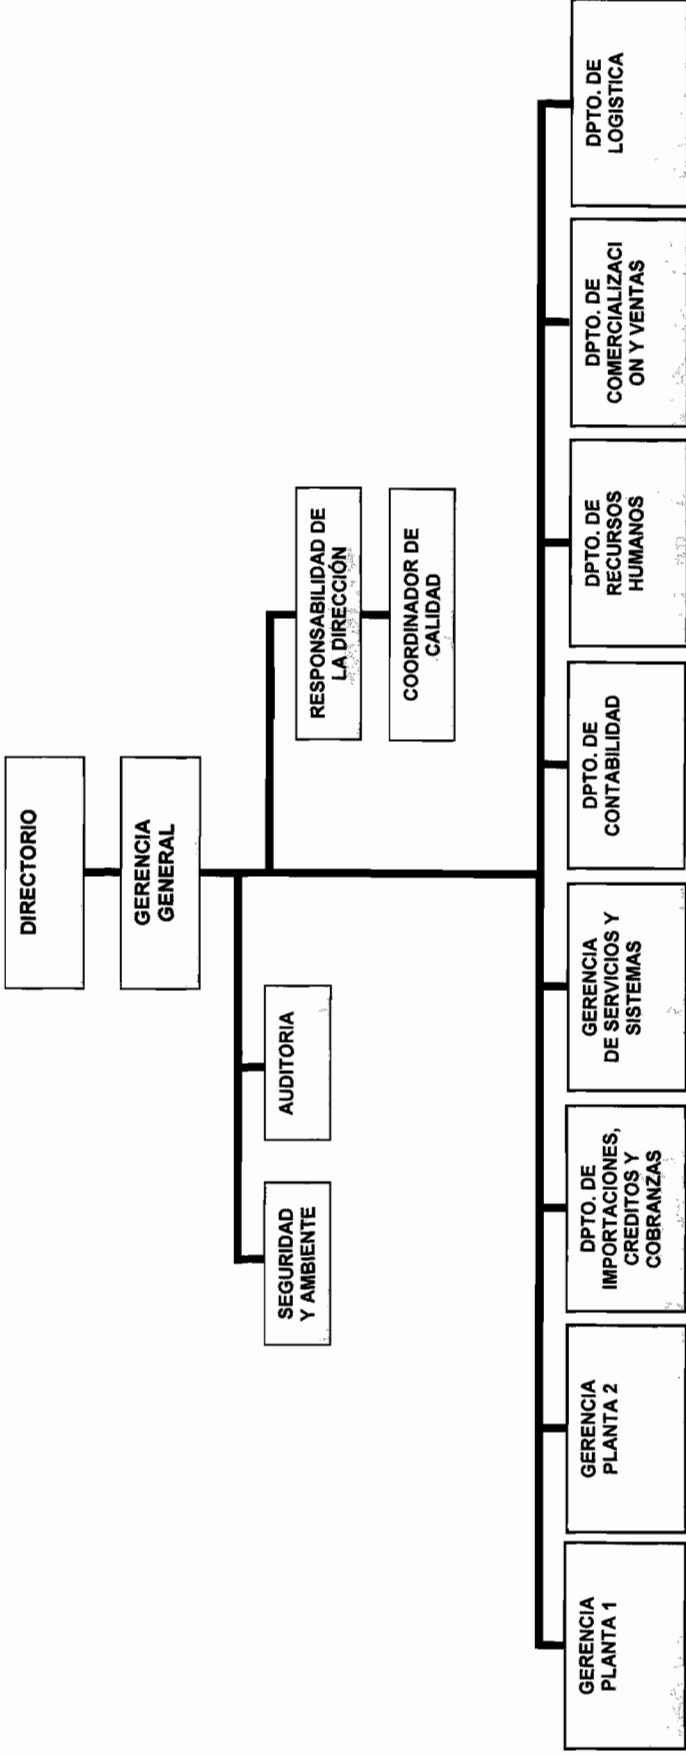 DIRECTORIO
GERENCIA
GENERAL
SEGURIDAD
Y AMBIENTE
AUDITORIA
RESPONSABILIDAD DE
LA DIRECCIÓN
COORDINADOR DE
CALIDAD
GERENCIA
PLANTA 1
GERENCIA
PLANTA 2
DPTO. DE
IMPORTACIONES,
CREDITOS Y
COBRANZAS
GERENCIA
DE SERVICIOS Y
SISTEMAS
DPTO. DE
CONTABILIDAD
DPTO. DE
RECURSOS
HUMANOS
DPTO. DE
COMERCIALIZACI
ON Y VENTAS
DPTO. DE
LOGISTICA